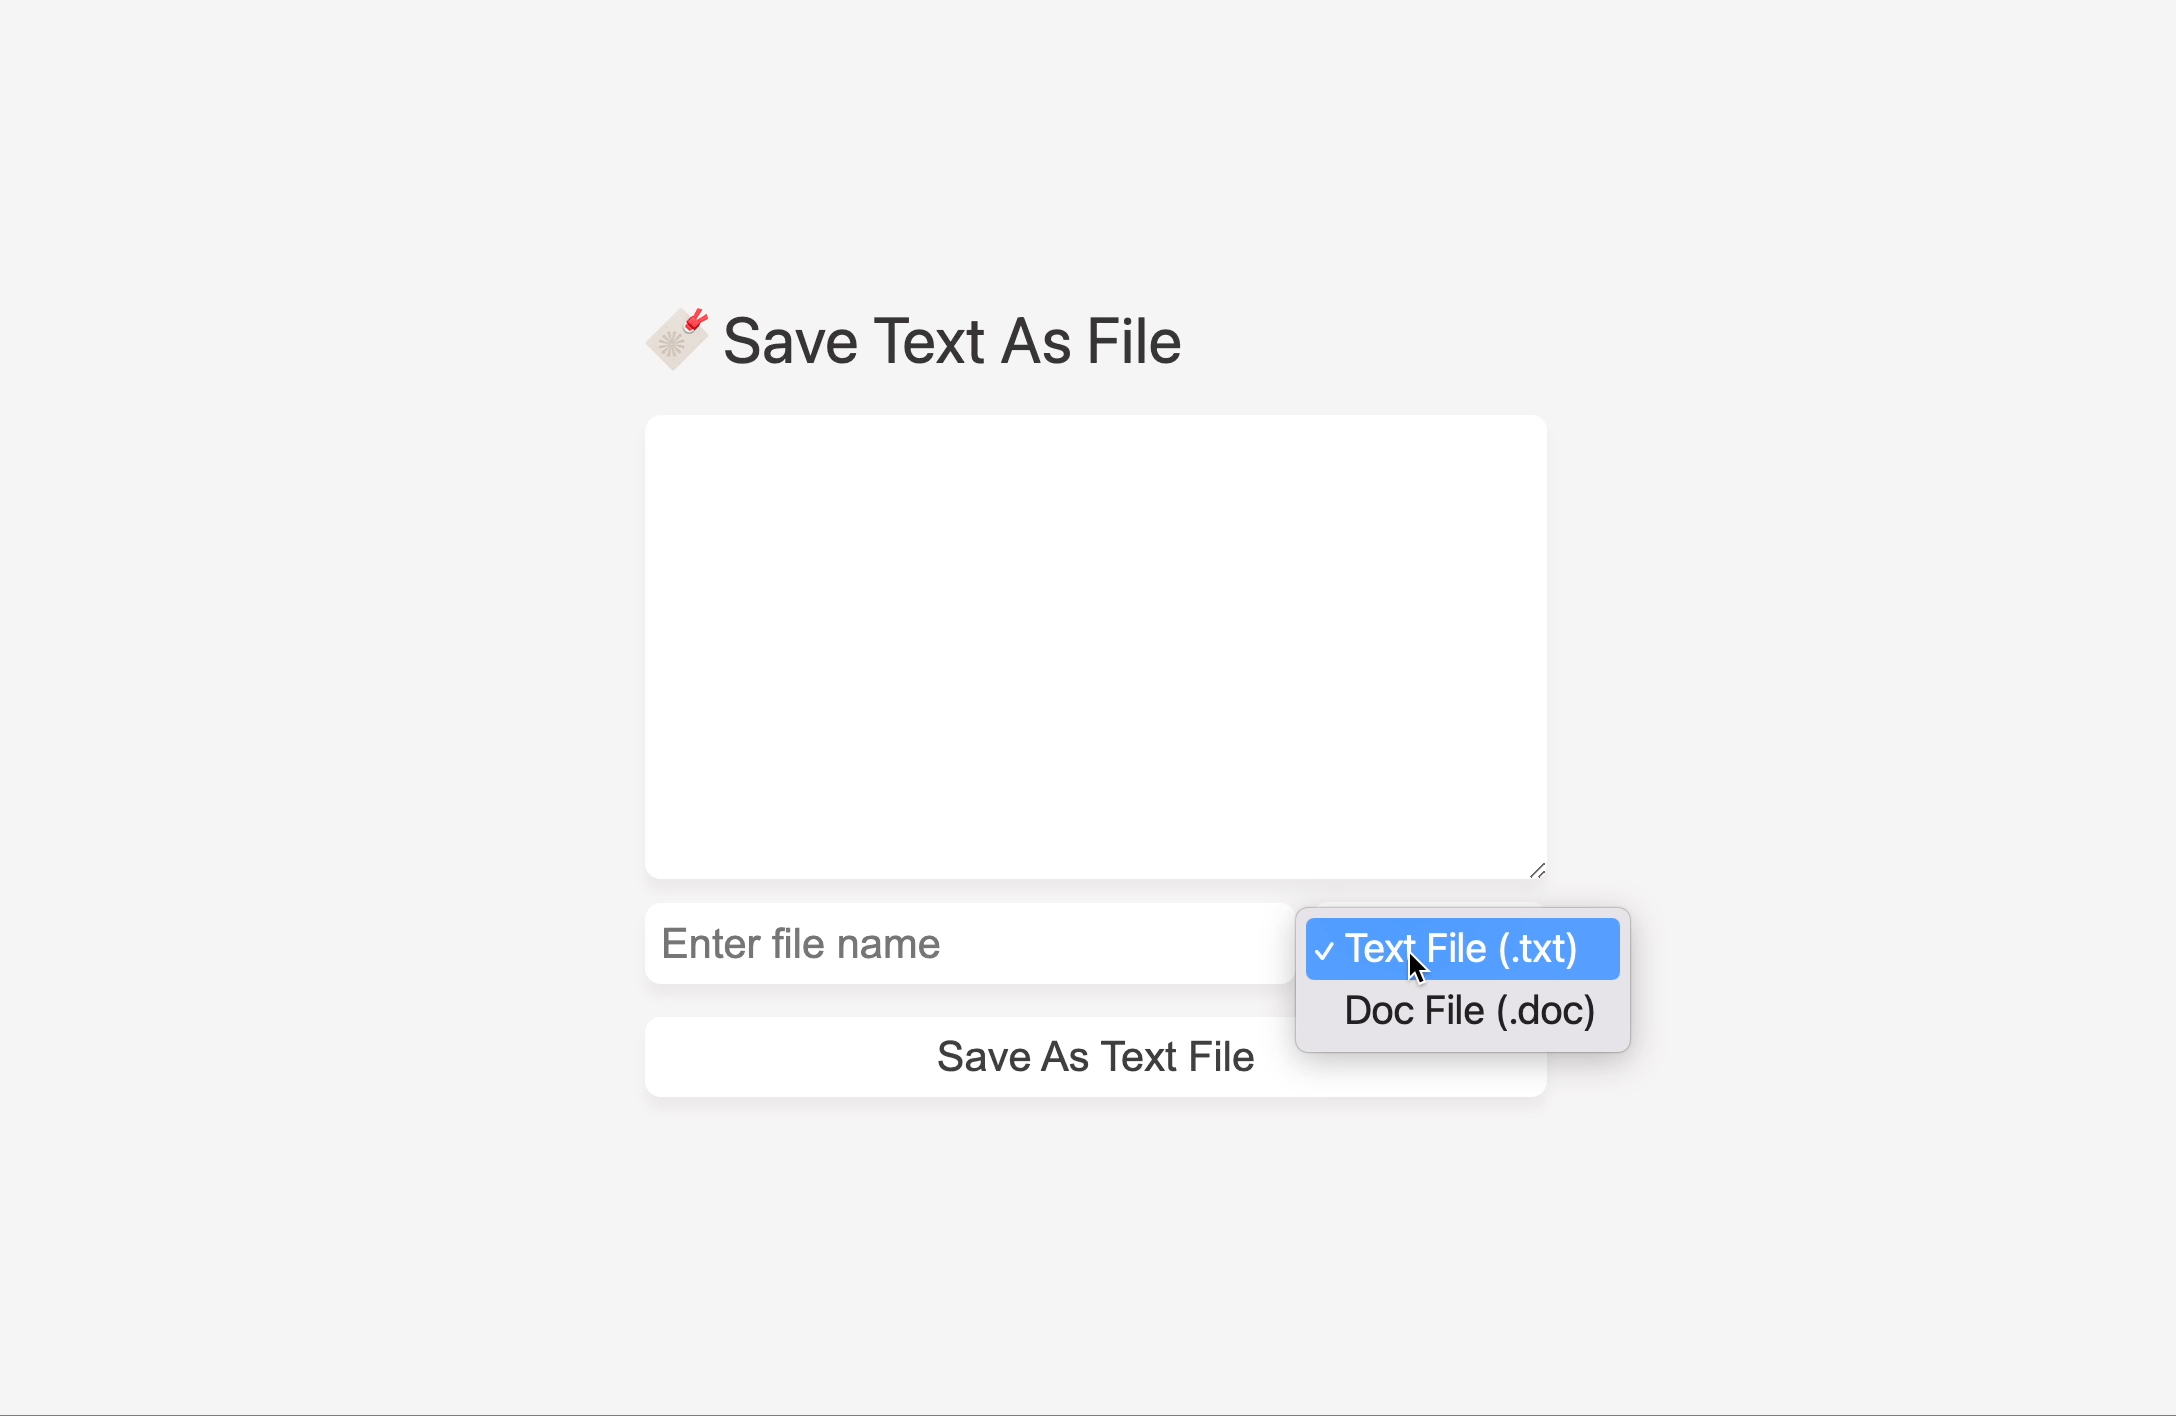 Save Text As File
Enter file name
✓ Text File (.txt)
Doc File (.doc)
Save As Text File